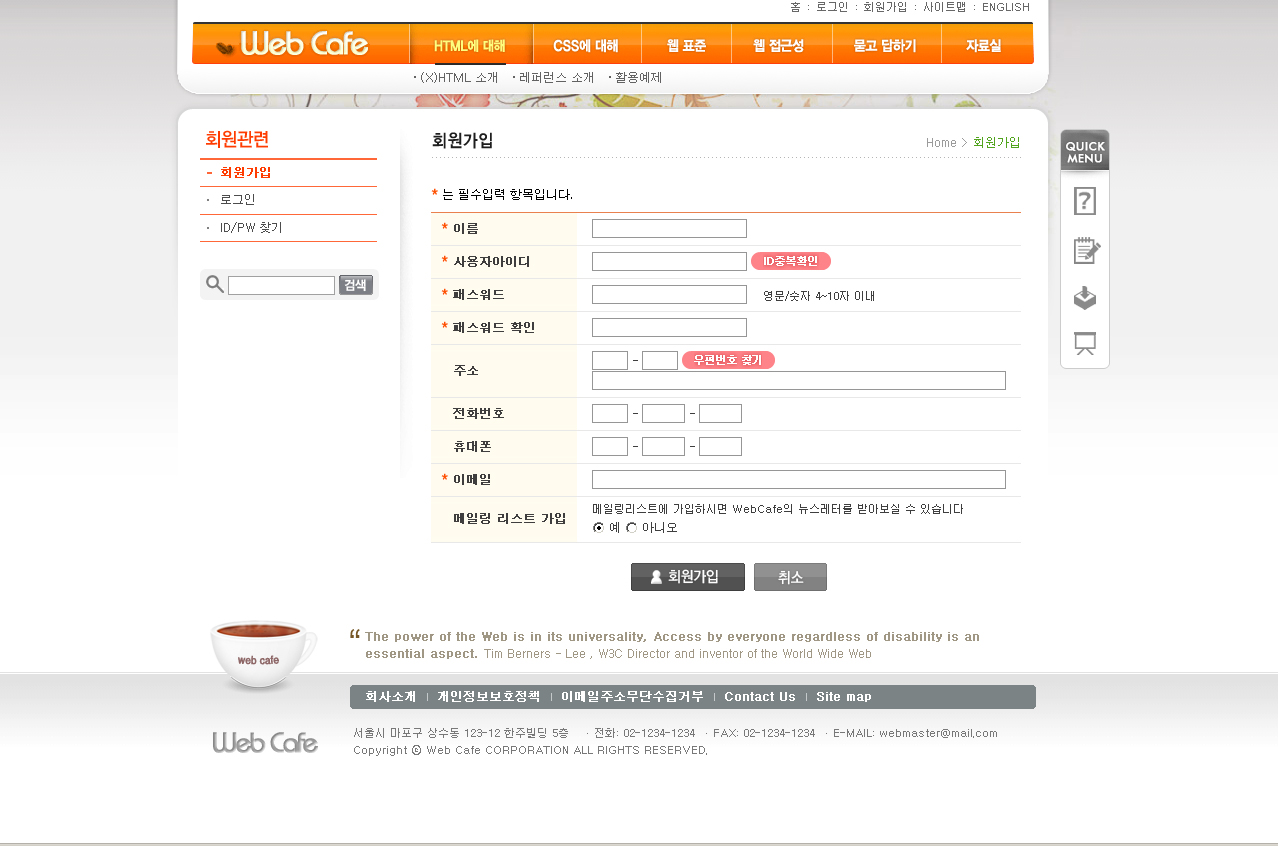 홈 : 로그인 : 회원가입 : 사이트맵 : ENGLISH
Web Cafe HTML에 대해 CSS에 대해 웹 표준 웹 접근성 묻고 답하기 자료실
· (X)HTML 소개 · 레퍼런스 소개 · 활용예제
회원관련
- 회원가입
· 로그인
· ID/PW 찾기
검색
회원가입
Home > 회원가입
* 는 필수입력 항목입니다.
* 이름
* 사용자아이디 ID중복확인
* 패스워드 영문/숫자 4~10자 이내
* 패스워드 확인
주소 - 우편번호 찾기
전화번호 - -
휴대폰 - -
* 이메일
메일링 리스트 가입 메일링리스트에 가입하시면 WebCafe의 뉴스레터를 받아보실 수 있습니다
예 아니오
회원가입 취소
QUICK
MENU
?
web cafe
“ The power of the Web is in its universality, Access by everyone regardless of disability is an
essential aspect. Tim Berners - Lee , W3C Director and inventor of the World Wide Web
회사소개 | 개인정보보호정책 | 이메일주소무단수집거부 | Contact Us | Site map
Web Cafe
서울시 마포구 상수동 123-12 한주빌딩 5층 · 전화: 02-1234-1234 · FAX: 02-1234-1234 · E-MAIL: webmaster@mail.com
Copyright ⓒ Web Cafe CORPORATION ALL RIGHTS RESERVED.